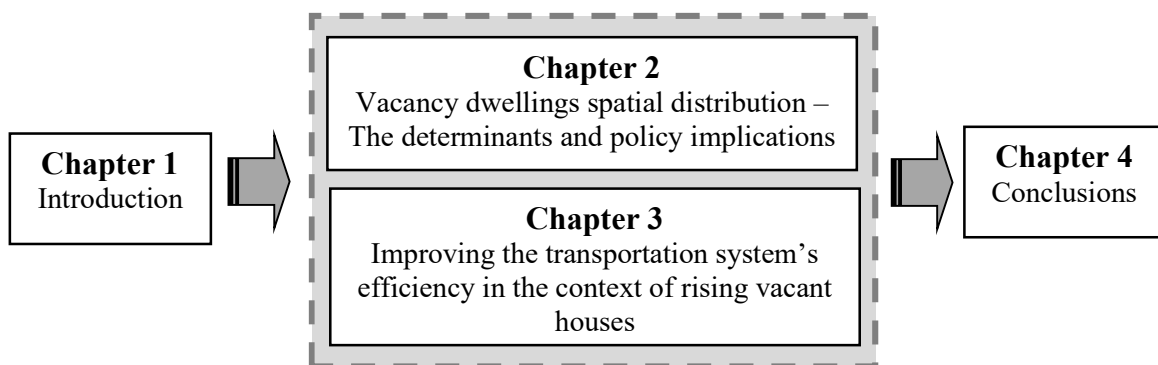 Chapter 1
Introduction
Chapter 2
Vacancy dwellings spatial distribution –
The determinants and policy implications
Chapter 3
Improving the transportation system’s
efficiency in the context of rising vacant
houses
Chapter 4
Conclusions